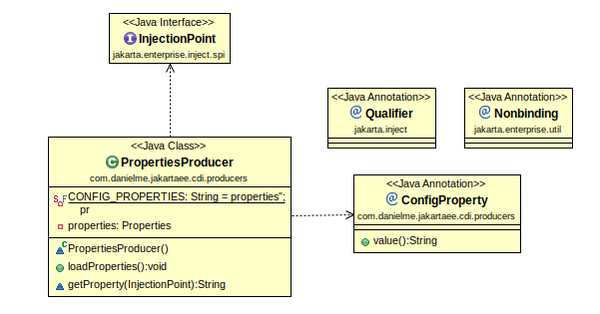 <<Java Interface>>
InjectionPoint
jakarta.enterprise.inject.spi
<<Java Annotation>>
Qualifier
jakarta.inject
<<Java Annotation>>
Nonbinding
jakarta.enterprise.util
<<Java Class>>
PropertiesProducer
com.danielme.jakartaee.cdi.producers
CONFIG_PROPERTIES: String = properties";
pr
properties: Properties
PropertiesProducer()
loadProperties():void
getProperty(InjectionPoint):String
<<Java Annotation>>
ConfigProperty
com.danielme.jakartaee.cdi.producers
value():String